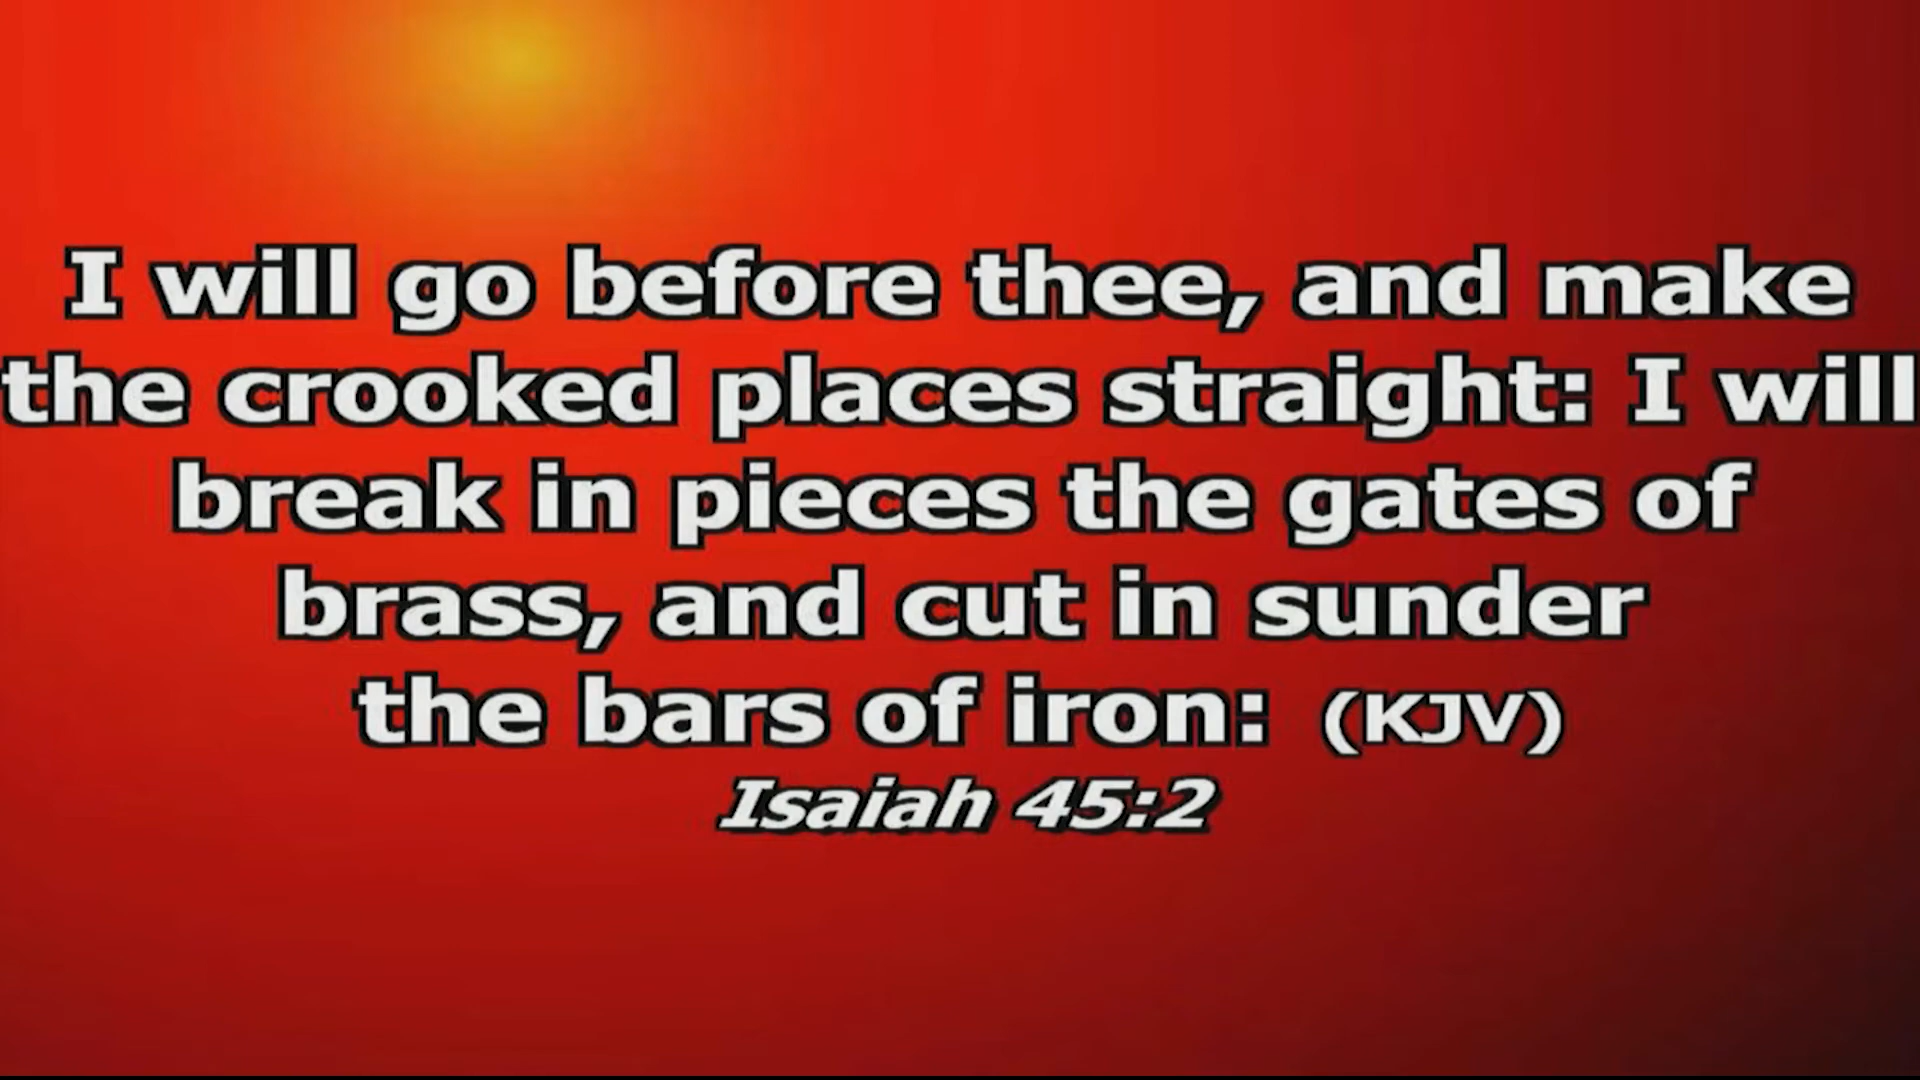 I will go before thee, and make
the crooked places straight: I will
break in pieces the gates of
brass, and cut in sunder
the bars of iron: (KJV)
Isaiah 45:2